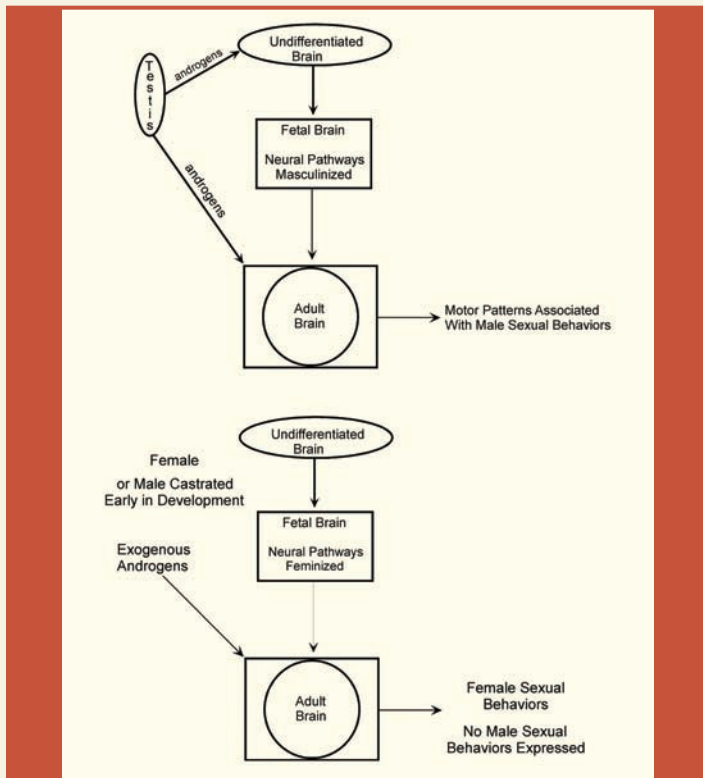 Undifferentiated
Brain
androgens
Testis
Fetal Brain
Neural Pathways
Masculinized
androgens
Adult
Brain
Motor Patterns Associated
With Male Sexual Behaviors
Undifferentiated
Brain
Female
or Male Castrated
Early in Development
Fetal Brain
Neural Pathways
Feminized
Exogenous
Androgens
Adult
Brain
Female Sexual
Behaviors
No Male Sexual
Behaviors Expressed